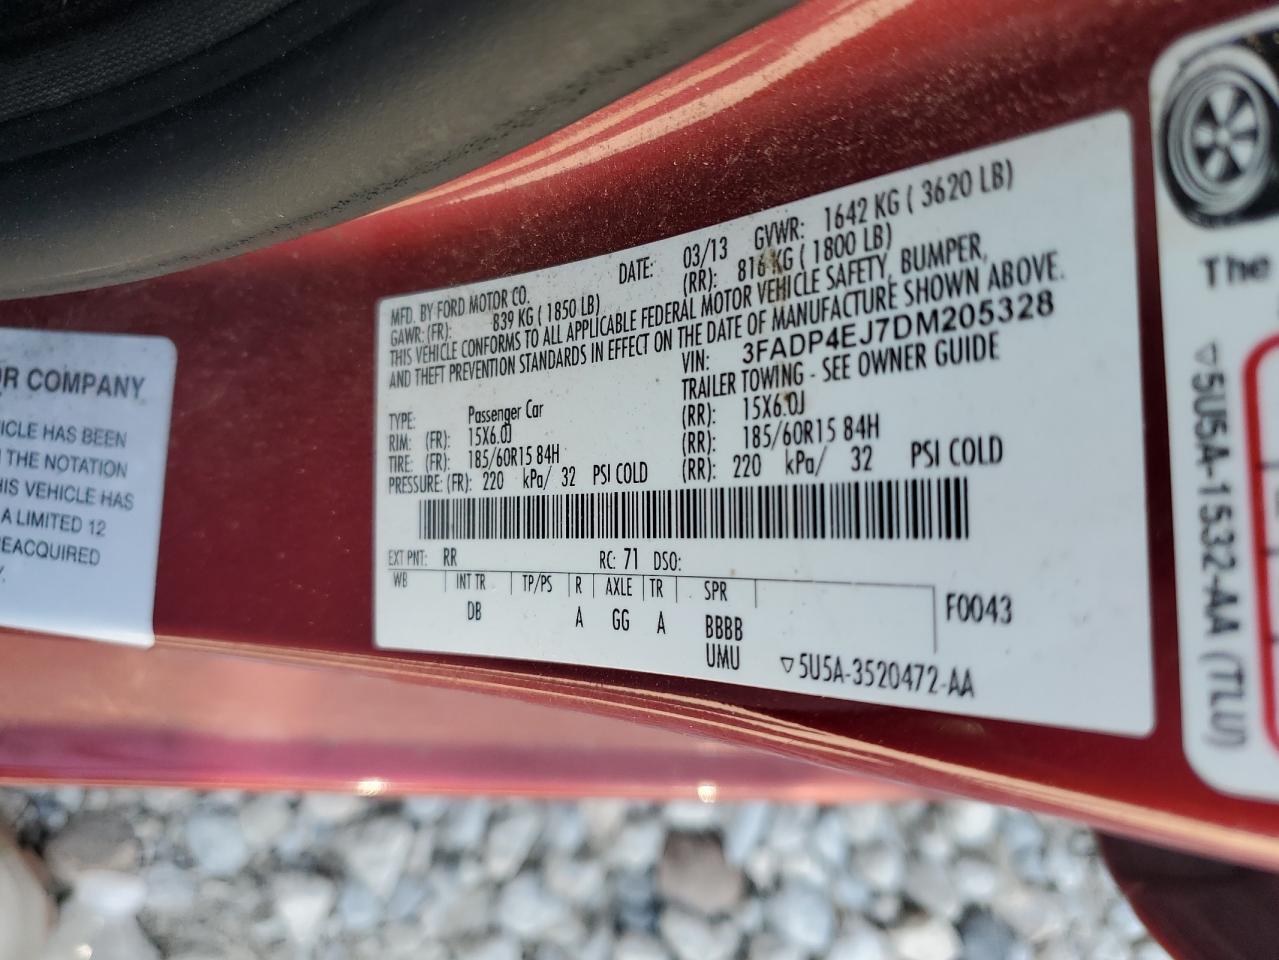 OR COMPANY
ICLE HAS BEEN
THE NOTATION
HIS VEHICLE HAS
A LIMITED 12
EACQUIRED
MFD. BY FORD MOTOR CO.
DATE: 03/13 GVWR: 1642 KG ( 3620 LB)
GAWR: (FR): 839 KG ( 1850 LB) (RR): 816 KG ( 1800 LB)
THIS VEHICLE CONFORMS TO ALL APPLICABLE FEDERAL MOTOR VEHICLE SAFETY, BUMPER,
AND THEFT PREVENTION STANDARDS IN EFFECT ON THE DATE OF MANUFACTURE SHOWN ABOVE.
VIN: 3FADP4EJ7DM205328
TYPE: Passenger Car TRAILER TOWING - SEE OWNER GUIDE
RIM: (FR): 15X6.0J (RR): 15X6.0J
TIRE: (FR): 185/60R15 84H (RR): 185/60R15 84H
PRESSURE: (FR): 220 kPa/ 32 PSI COLD (RR): 220 kPa/ 32 PSI COLD
EXT PNT: RR RC: 71 DSO:
WB INT TR TP/PS R AXLE TR SPR
DB A GG A BBBB
UMU
F0043
▽5U5A-3520472-AA
The
▽5U5A-1532-AA (TLU)